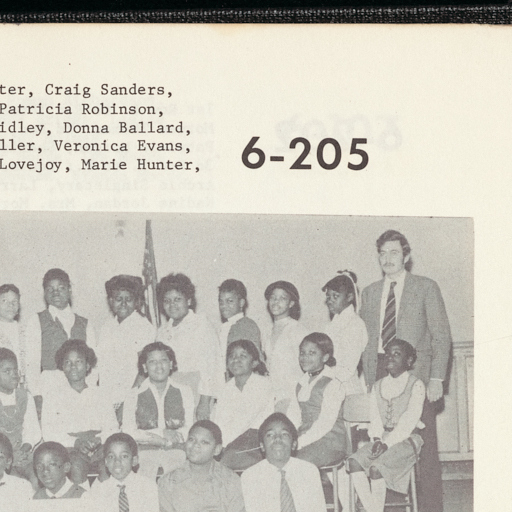 ter, Craig Sanders,
Patricia Robinson,
idley, Donna Ballard,
ller, Veronica Evans,
Lovejoy, Marie Hunter,
6-205